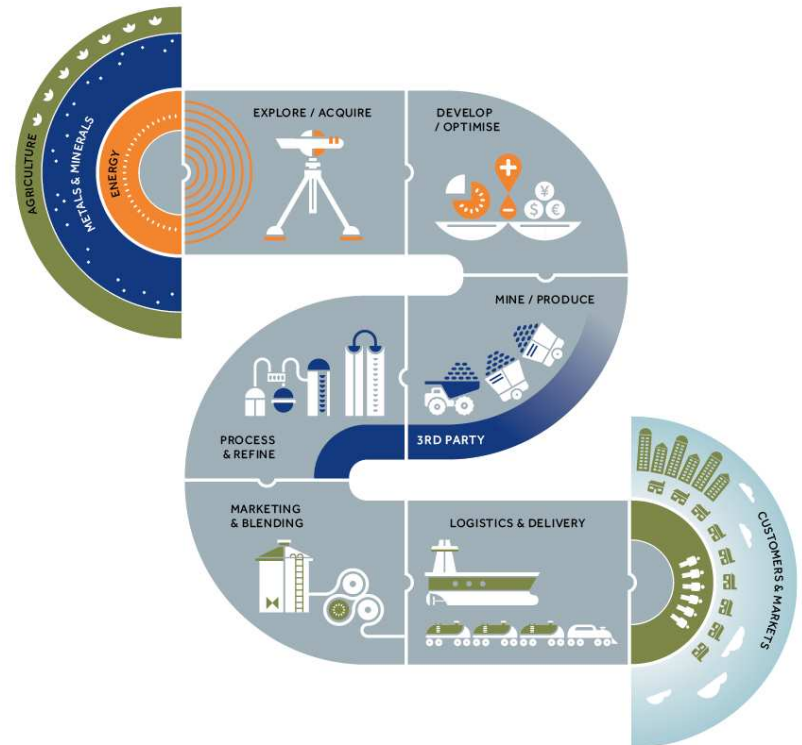 AGRICULTURE
METALS & MINERALS
ENERGY
EXPLORE / ACQUIRE
DEVELOP
/ OPTIMISE
¥
$ €
MINE / PRODUCE
PROCESS
& REFINE
3RD PARTY
MARKETING
& BLENDING
LOGISTICS & DELIVERY
CUSTOMERS & MARKETS